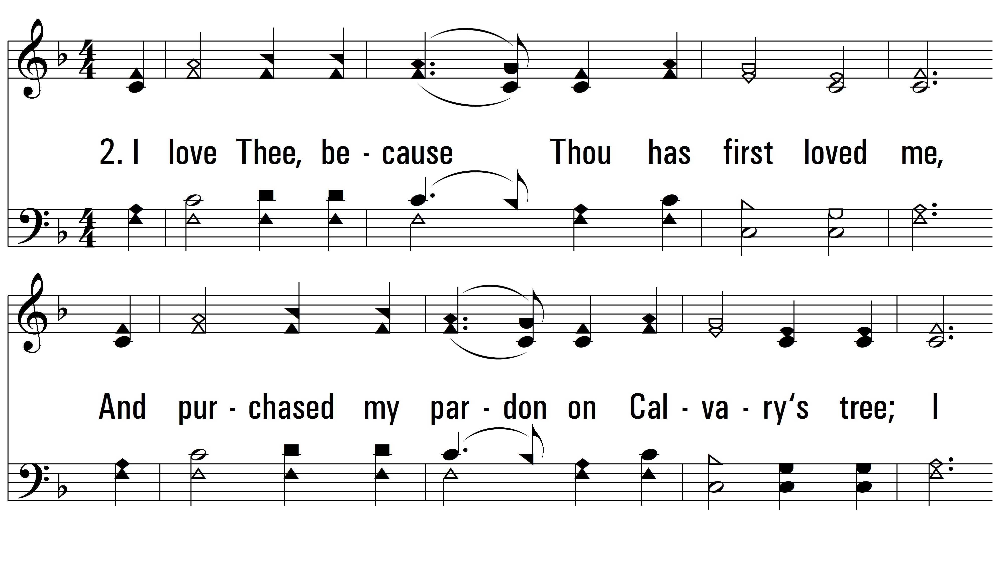 2. I love Thee, be - cause Thou has first loved me,
And pur - chased my par - don on Cal - va - ry‘s tree; I